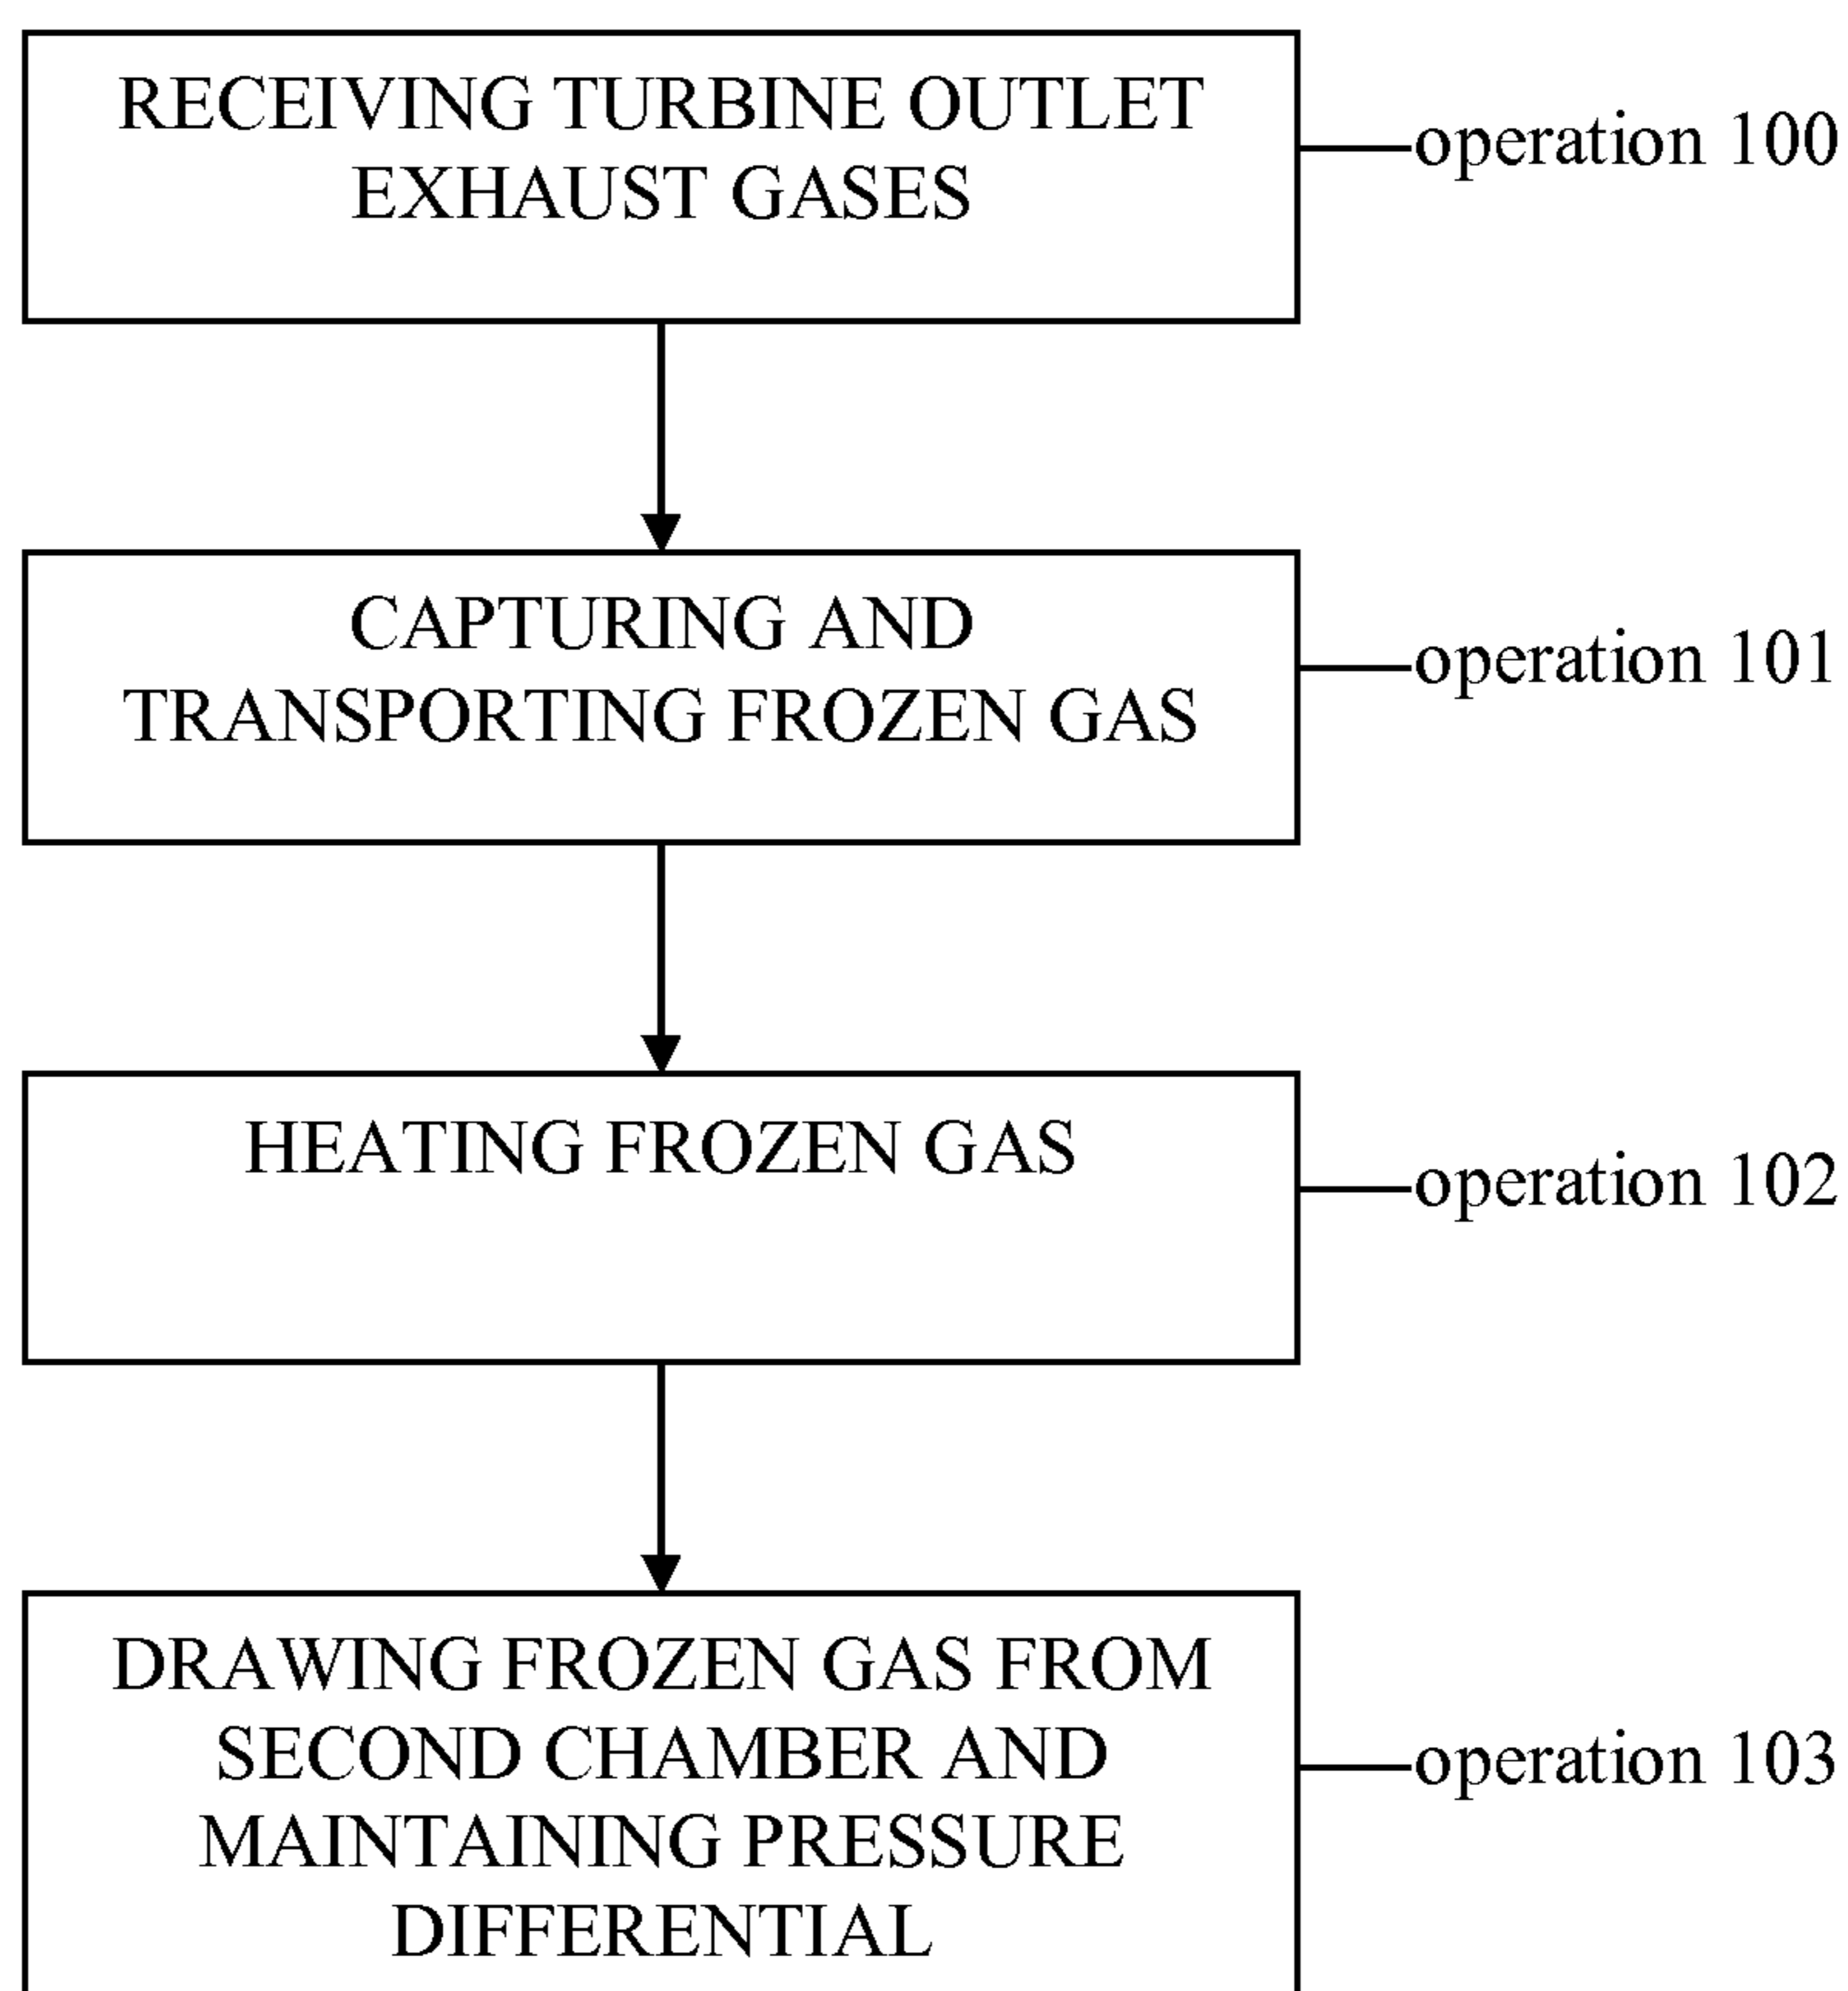 RECEIVING TURBINE OUTLET
EXHAUST GASES
operation 100
CAPTURING AND
TRANSPORTING FROZEN GAS
operation 101
HEATING FROZEN GAS
operation 102
DRAWING FROZEN GAS FROM
SECOND CHAMBER AND
MAINTAINING PRESSURE
DIFFERENTIAL
operation 103